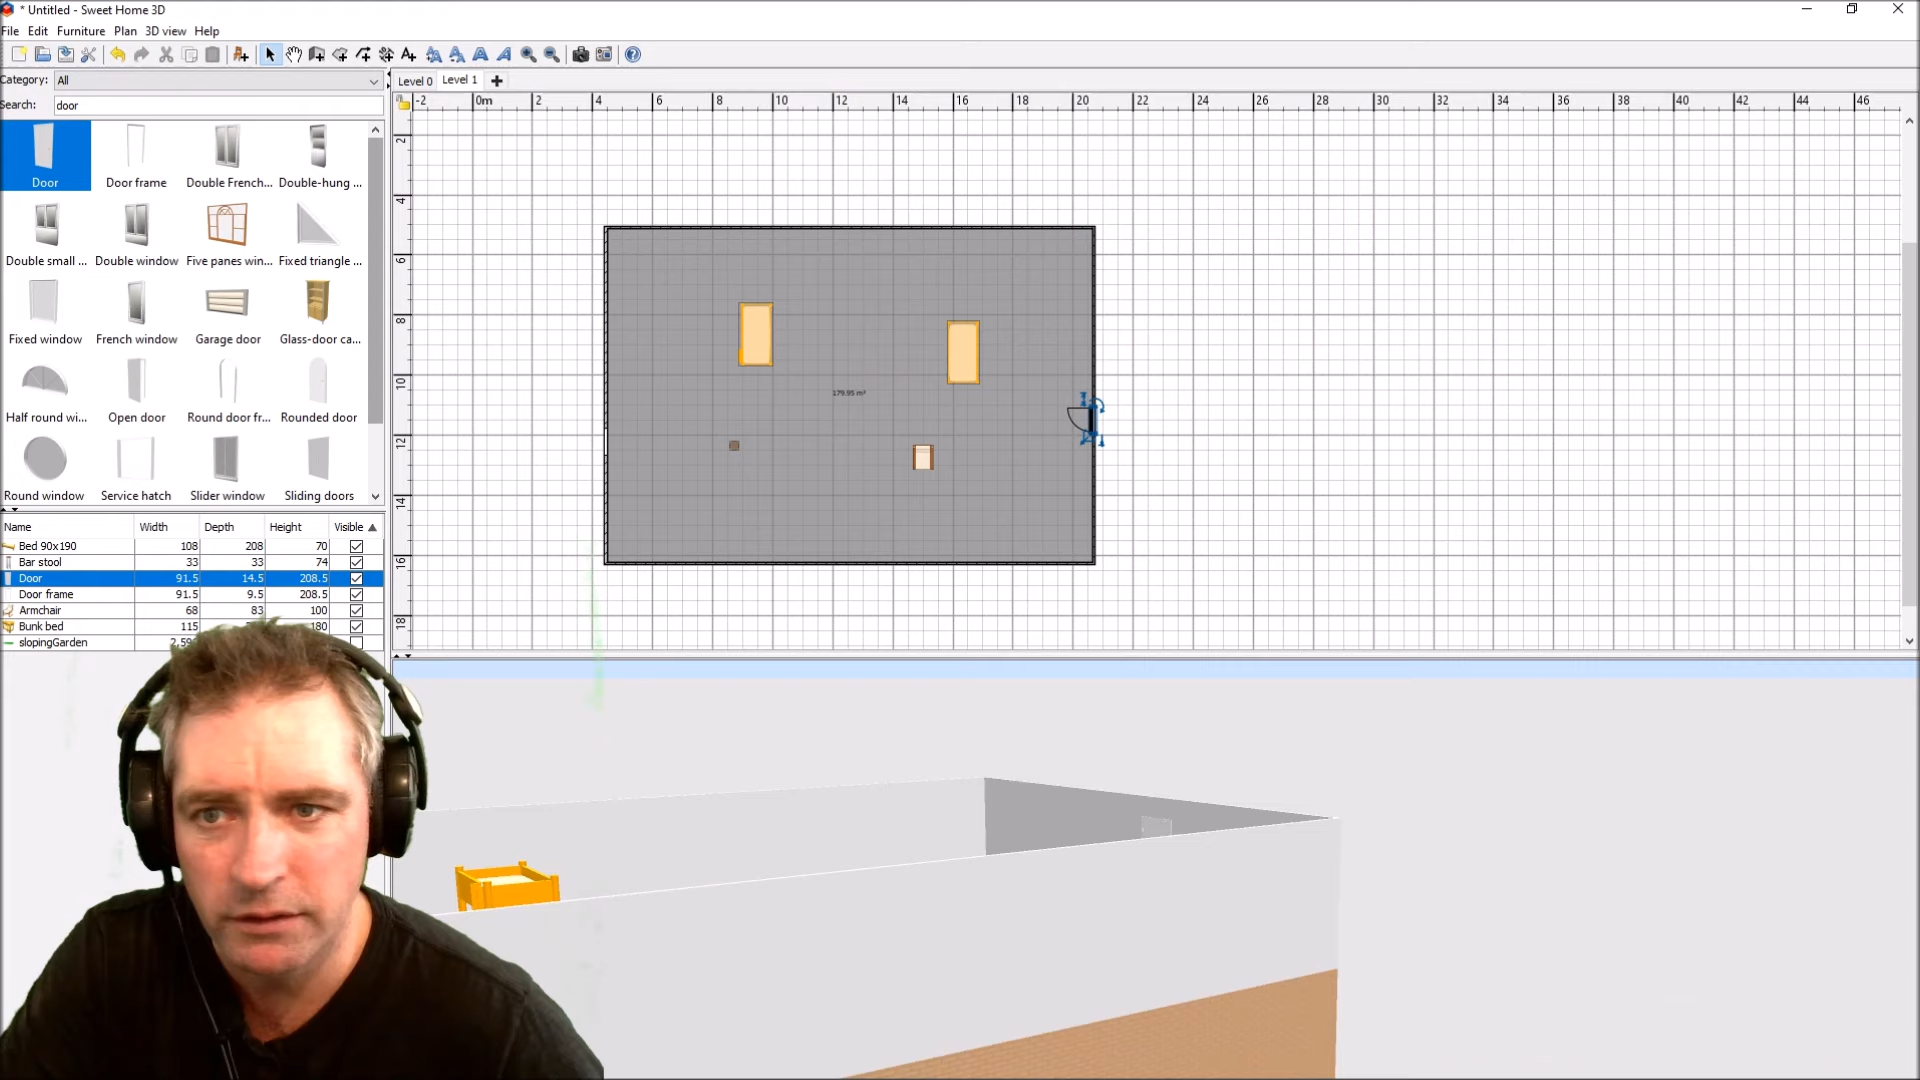 * Untitled - Sweet Home 3D
File Edit Furniture Plan 3D view Help
Category: All
Search: door
Level 0 Level 1
-2 0m 2 4 6 8 10 12 14 16 18 20 22 24 26 28 30 32 34 36 38 40 42 44 46
2
4
6
8
10
12
14
16
18
179.95 m²
Door Door frame Double French... Double-hung ...
Double small ... Double window Five panes win... Fixed triangle ...
Fixed window French window Garage door Glass-door ca...
Half round wi... Open door Round door fr... Rounded door
Round window Service hatch Slider window Sliding doors
Name Width Depth Height Visible
Bed 90x190 108 208 70
Bar stool 33 33 74
Door 91.5 14.5 208.5
Door frame 91.5 9.5 208.5
Armchair 68 83 100
Bunk bed 115 180
slopingGarden